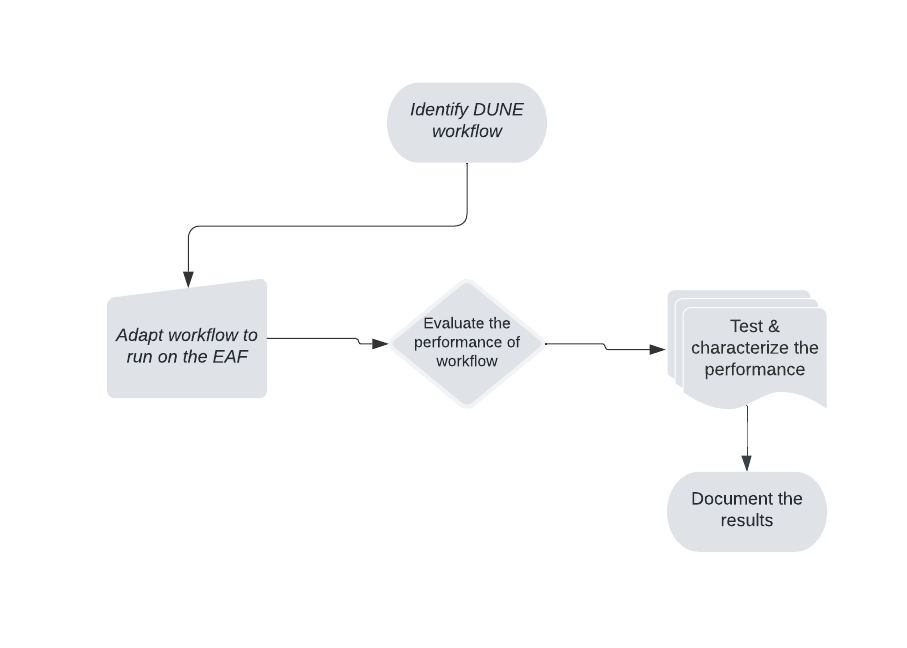 Identify DUNE
workflow
Adapt workflow to
run on the EAF
Evaluate the
performance of
workflow
Test &
characterize the
performance
Document the
results